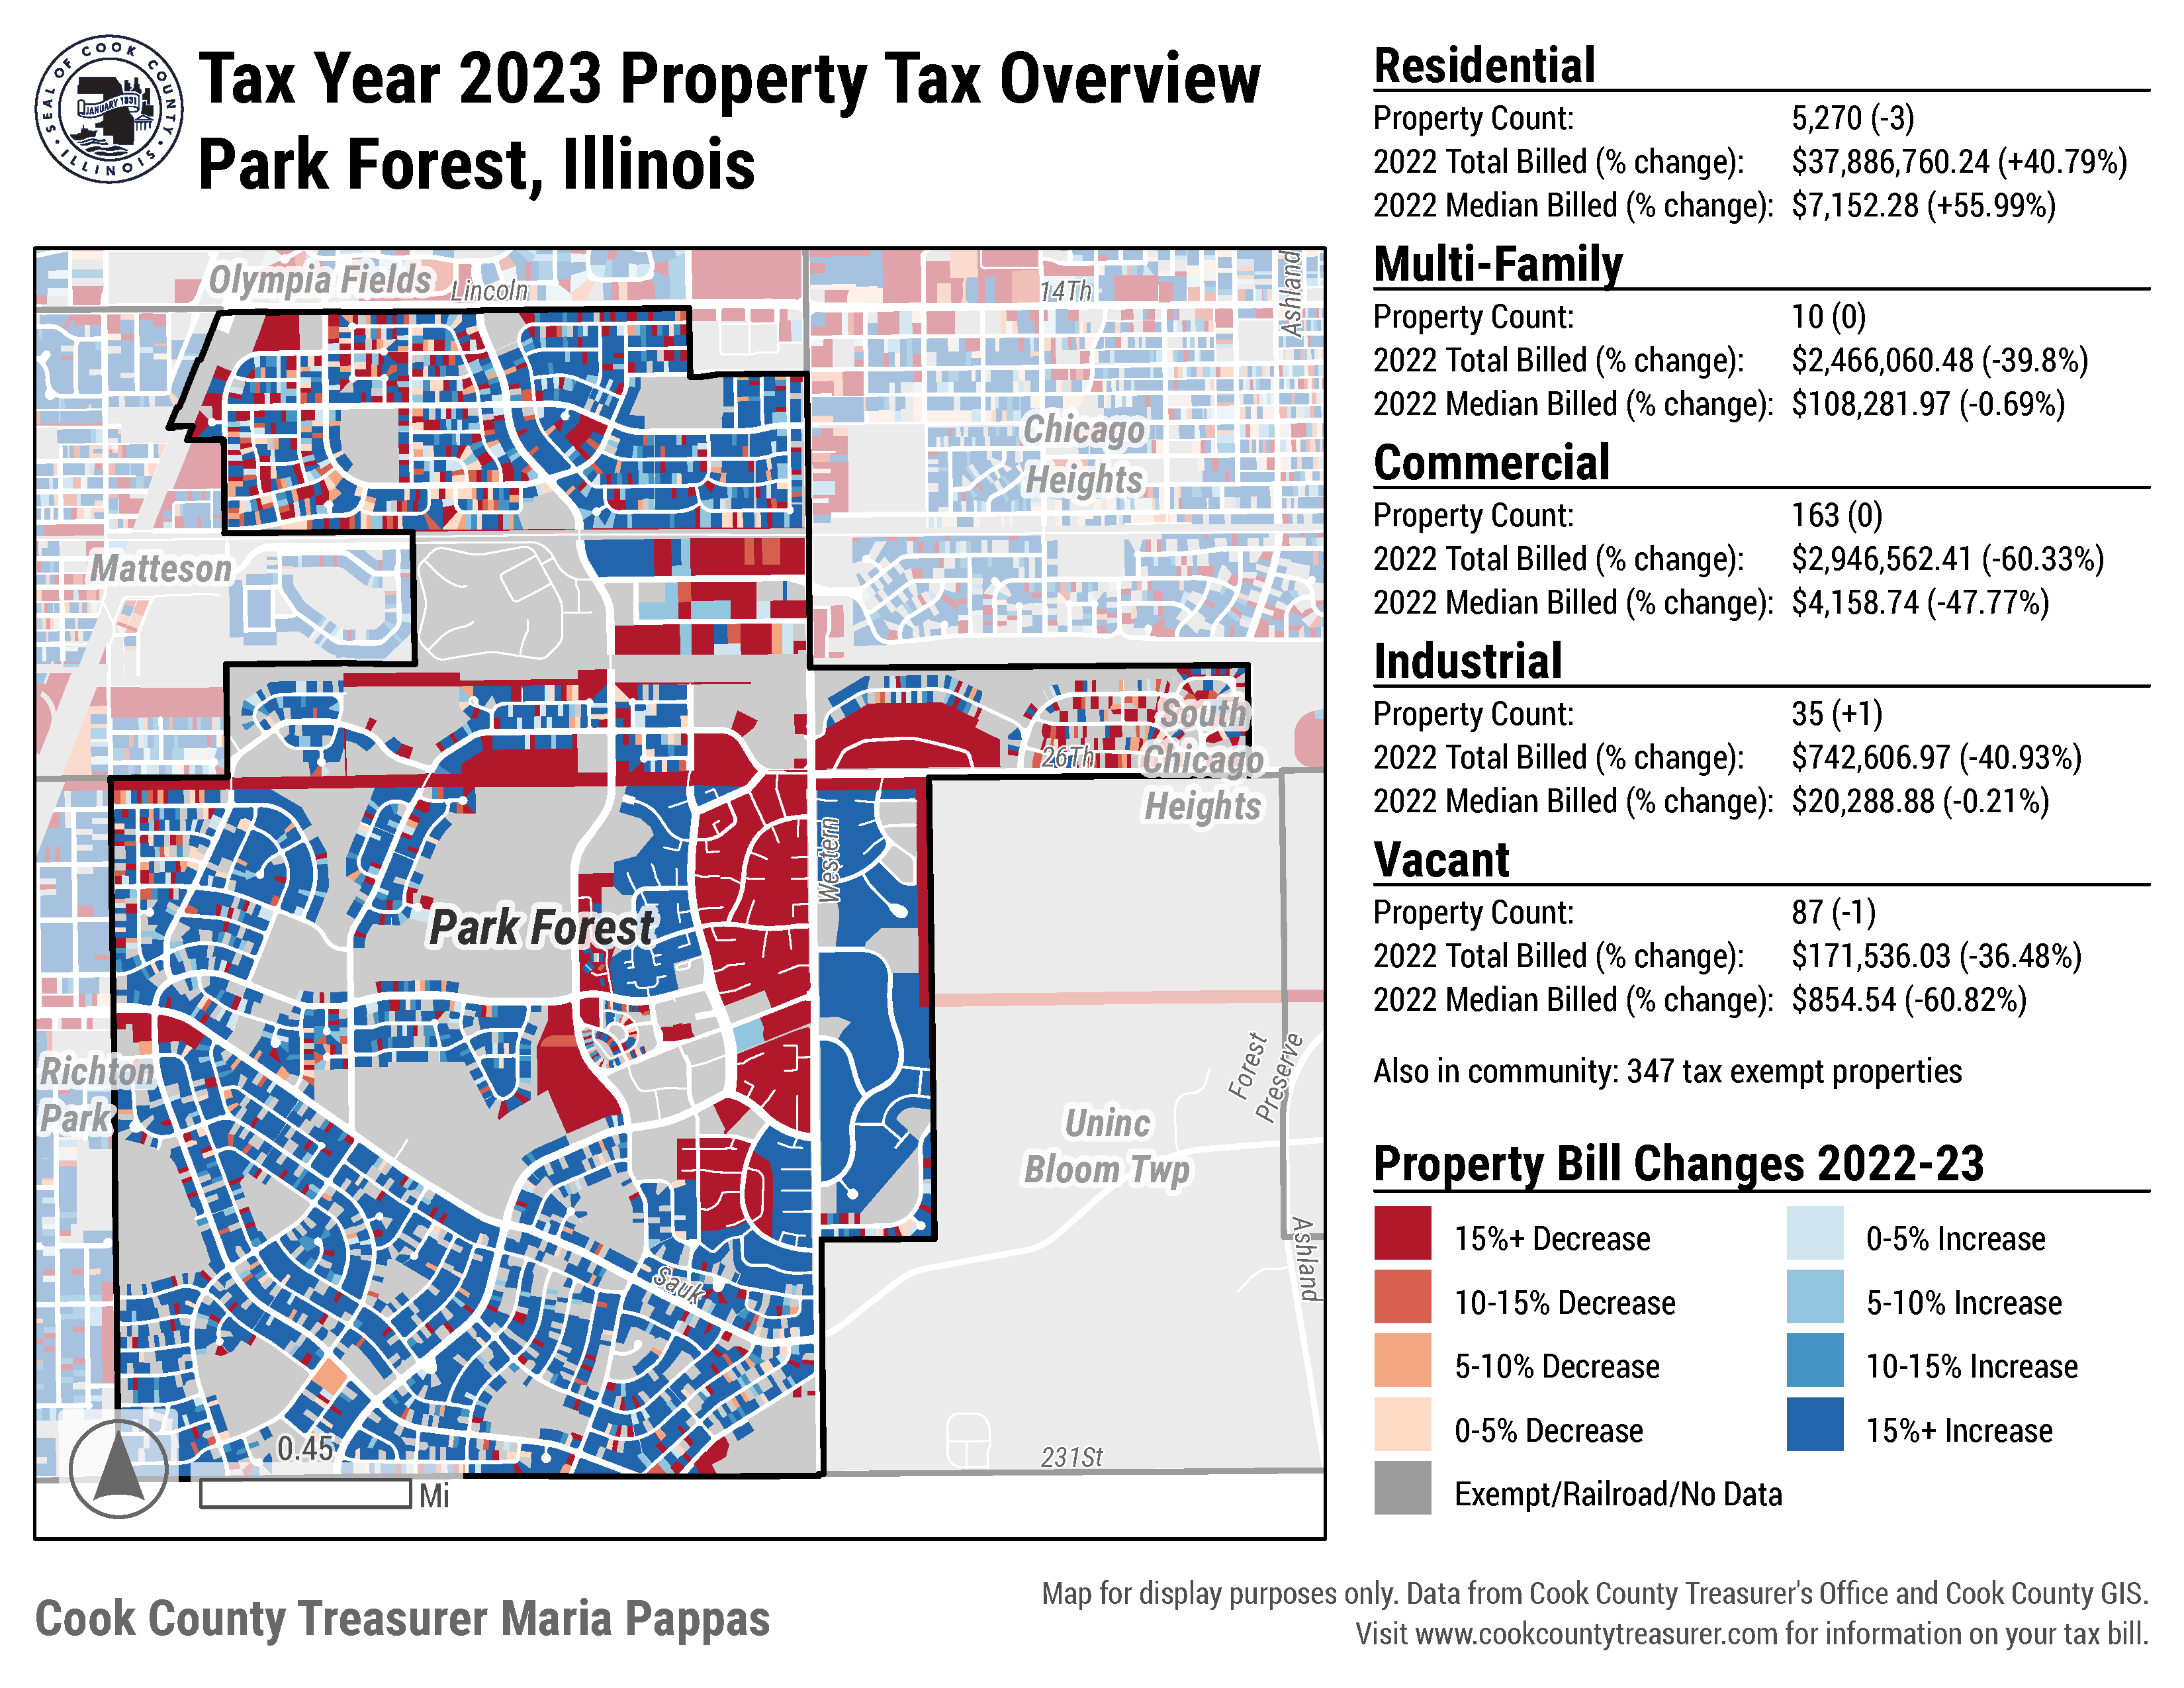 SEAL OF COOK COUNTY
JANUARY 1831
ILLINOIS
Tax Year 2023 Property Tax Overview
Park Forest, Illinois
Olympia Fields
Lincoln
14Th
Ashland
Chicago
Heights
Matteson
South
Chicago
Heights
26Th
Western
Park Forest
Richton
Park
Forest
Preserve
Uninc
Bloom Twp
Ashland
Sauk
0.45
Mi
231St
Residential
Property Count: 5,270 (-3)
2022 Total Billed (% change): $37,886,760.24 (+40.79%)
2022 Median Billed (% change): $7,152.28 (+55.99%)
Multi-Family
Property Count: 10 (0)
2022 Total Billed (% change): $2,466,060.48 (-39.8%)
2022 Median Billed (% change): $108,281.97 (-0.69%)
Commercial
Property Count: 163 (0)
2022 Total Billed (% change): $2,946,562.41 (-60.33%)
2022 Median Billed (% change): $4,158.74 (-47.77%)
Industrial
Property Count: 35 (+1)
2022 Total Billed (% change): $742,606.97 (-40.93%)
2022 Median Billed (% change): $20,288.88 (-0.21%)
Vacant
Property Count: 87 (-1)
2022 Total Billed (% change): $171,536.03 (-36.48%)
2022 Median Billed (% change): $854.54 (-60.82%)
Also in community: 347 tax exempt properties
Property Bill Changes 2022-23
15%+ Decrease
0-5% Increase
10-15% Decrease
5-10% Increase
5-10% Decrease
10-15% Increase
0-5% Decrease
15%+ Increase
Exempt/Railroad/No Data
Cook County Treasurer Maria Pappas
Map for display purposes only. Data from Cook County Treasurer's Office and Cook County GIS.
Visit www.cookcountytreasurer.com for information on your tax bill.